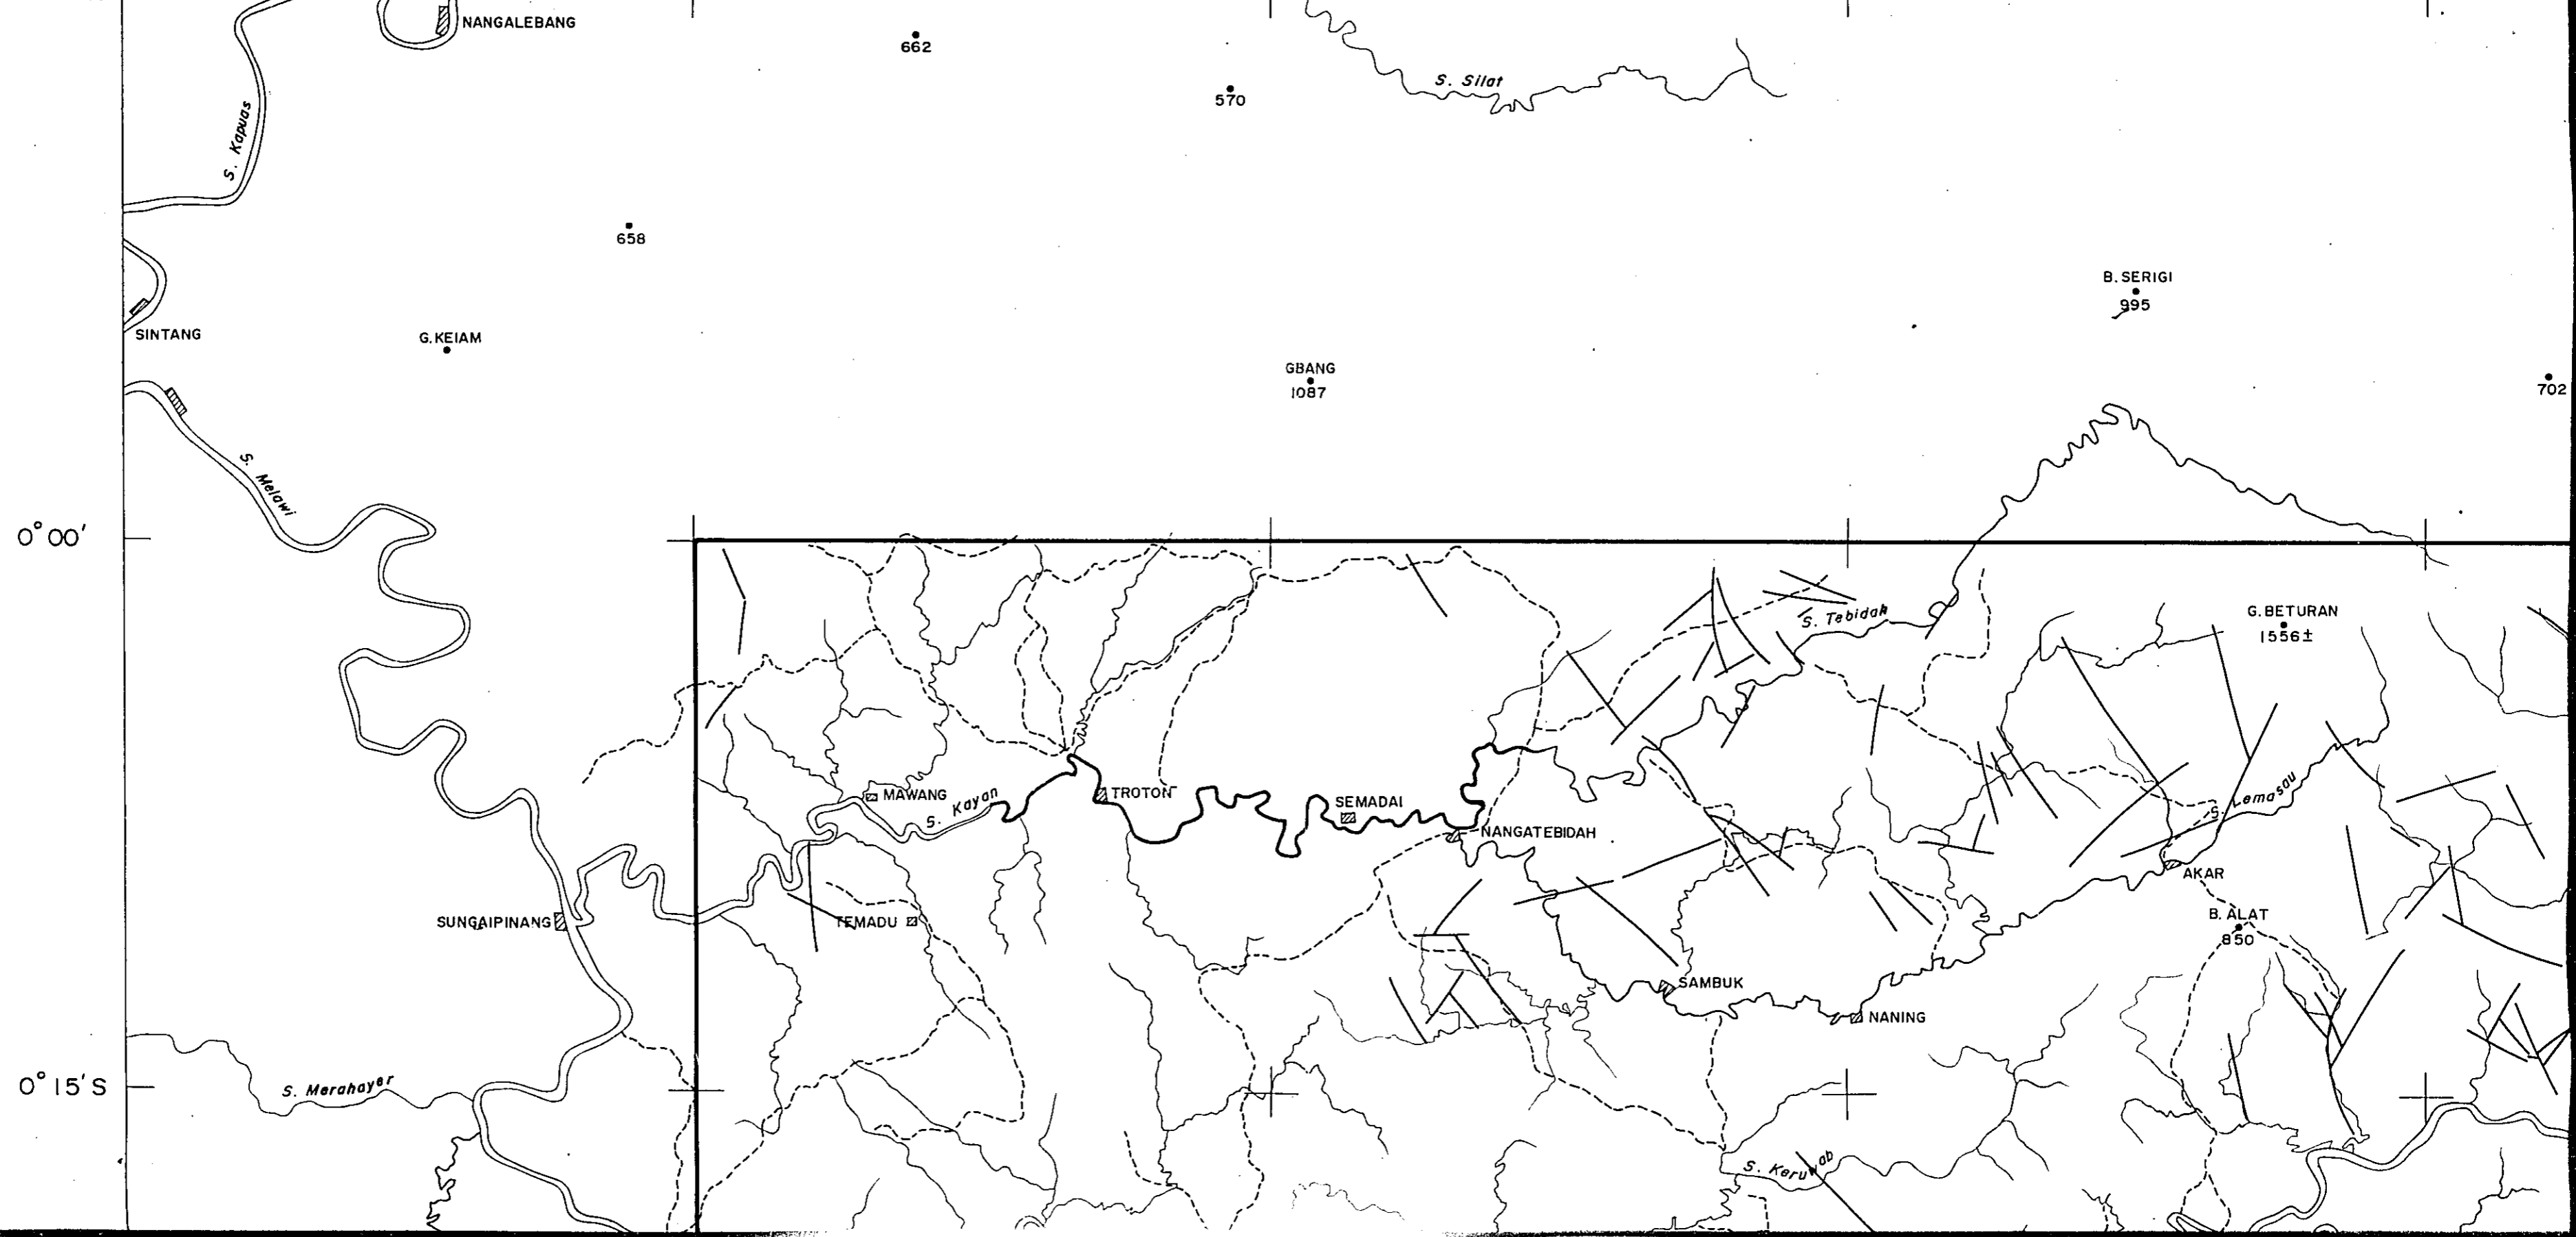 NANGALEBANG
662
S. Silat
570
S. Kapuas
658
B. SERIGI
995
SINTANG
G. KEIAM
GBANG
1087
702
S. Melawi
0°00'
G. BETURAN
1556±
S. Tebidah
MAWANG
S. Kayan
TROTON
SEMADAI
S. Lemasau
NANGATEBIDAH
AKAR
SUNGAIPINANG
TEMADU
B. ALAT
850
SAMBUK
NANING
0°15'S
S. Merahayer
S. Keruwab